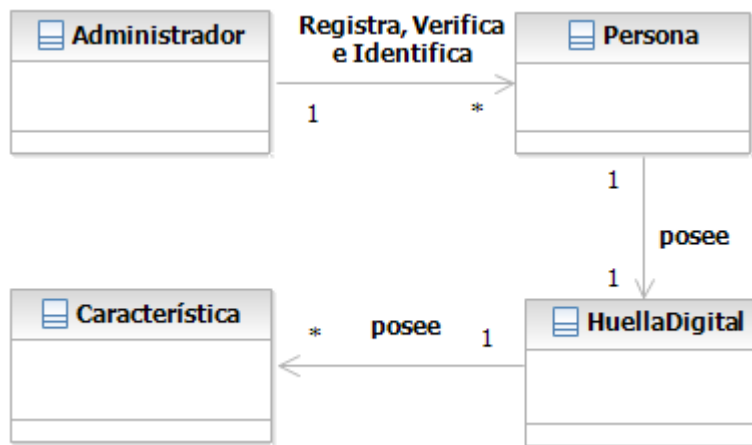 Administrador
Registra, Verifica
e Identifica
Persona
1
*
1
posee
1
Característica
*
posee
1
HuellaDigital